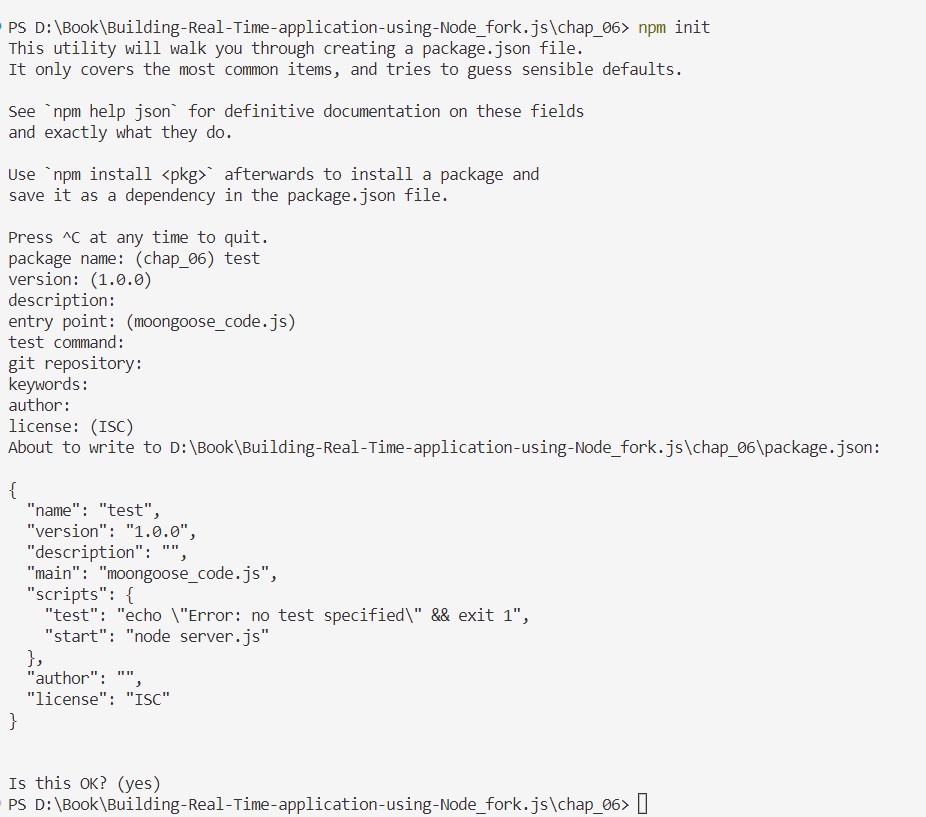 PS D:\Book\Building-Real-Time-application-using-Node_fork.js\chap_06> npm init
This utility will walk you through creating a package.json file.
It only covers the most common items, and tries to guess sensible defaults.
See `npm help json` for definitive documentation on these fields
and exactly what they do.
Use `npm install <pkg>` afterwards to install a package and
save it as a dependency in the package.json file.
Press ^C at any time to quit.
package name: (chap_06) test
version: (1.0.0)
description:
entry point: (moongoose_code.js)
test command:
git repository:
keywords:
author:
license: (ISC)
About to write to D:\Book\Building-Real-Time-application-using-Node_fork.js\chap_06\package.json:
{
  "name": "test",
  "version": "1.0.0",
  "description": "",
  "main": "moongoose_code.js",
  "scripts": {
    "test": "echo \"Error: no test specified\" && exit 1",
    "start": "node server.js"
  },
  "author": "",
  "license": "ISC"
}
Is this OK? (yes)
PS D:\Book\Building-Real-Time-application-using-Node_fork.js\chap_06>